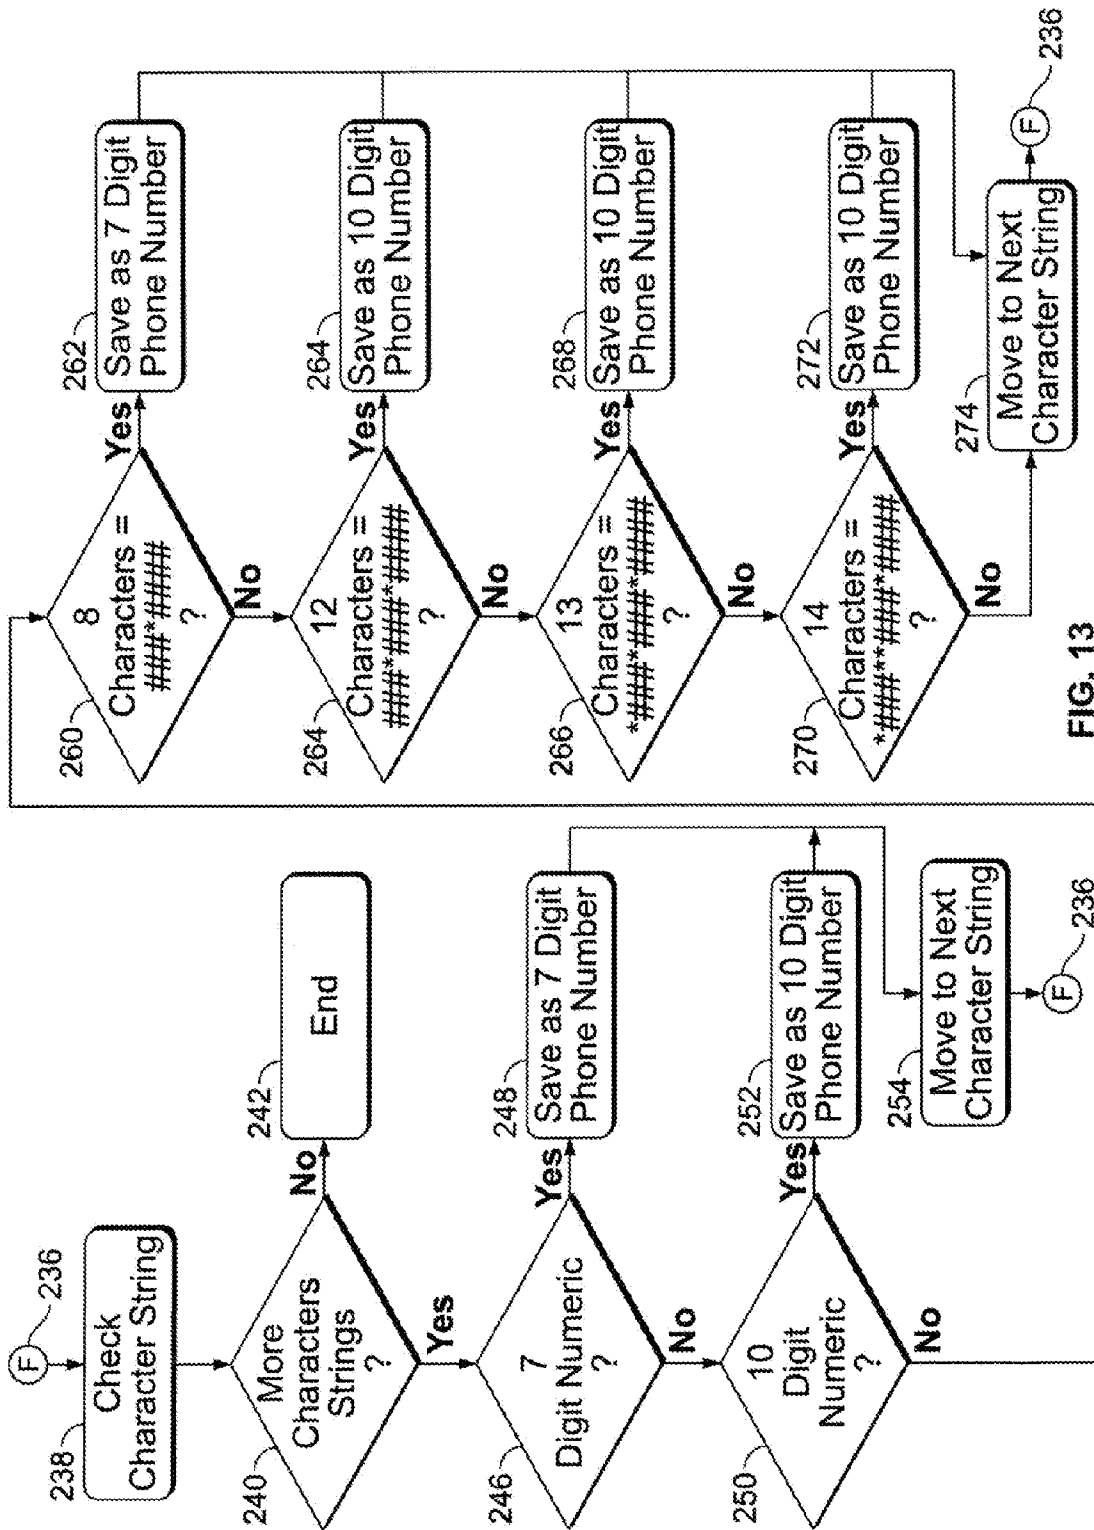 F
236
238
Check
Character String
240
More
Characters
Strings
?
No
242
End
Yes
246
7
Digit Numeric
?
Yes
248
Save as 7 Digit
Phone Number
No
250
10
Digit
Numeric
?
Yes
252
Save as 10 Digit
Phone Number
No
254
Move to Next
Character String
F
236
260
8
Characters =
###*####
?
Yes
262
Save as 7 Digit
Phone Number
No
264
12
Characters =
###*###*####
?
Yes
264
Save as 10 Digit
Phone Number
No
266
13
Characters =
*###*###*####
?
Yes
268
Save as 10 Digit
Phone Number
No
270
14
Characters =
*###**###*####
?
Yes
272
Save as 10 Digit
Phone Number
No
274
Move to Next
Character String
F
236
FIG. 13